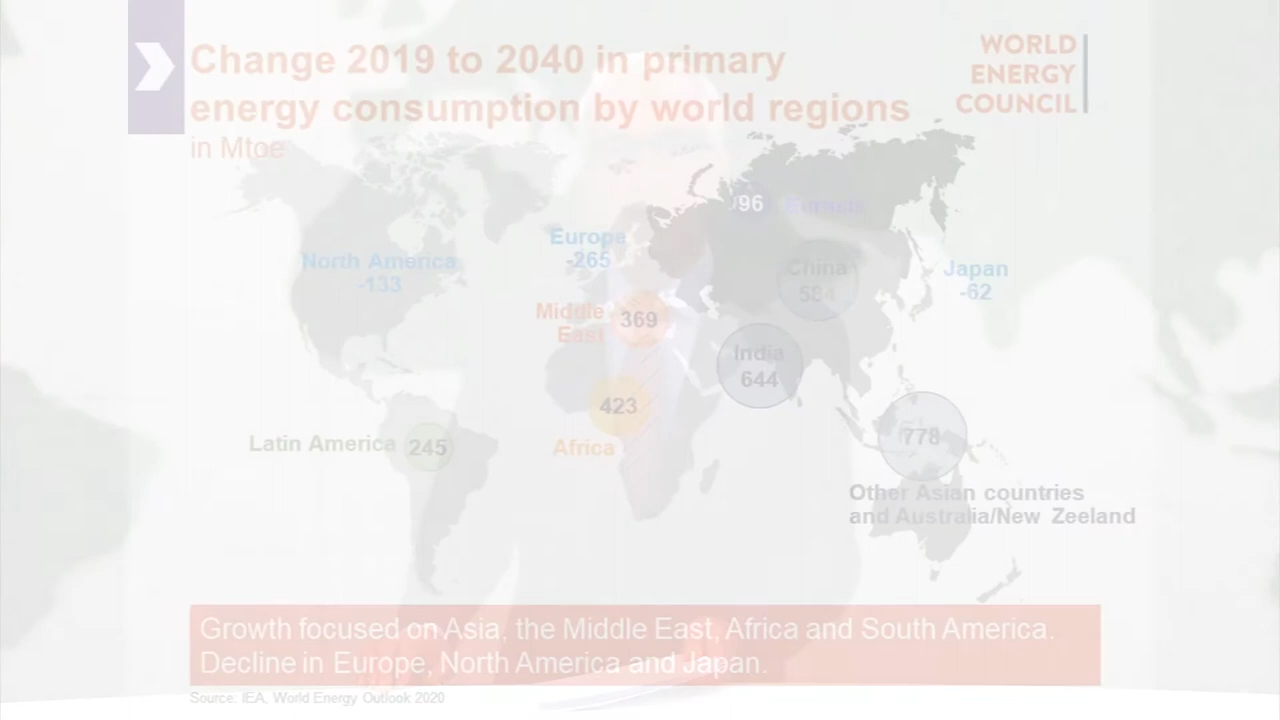 Change 2019 to 2040 in primary
energy consumption by world regions
in Mtoe
WORLD
ENERGY
COUNCIL
96 Eurasia
Europe
-265
North America
-133
China
584
Japan
-62
Middle
East
369
India
644
423
Africa
Latin America 245
778
Other Asian countries
and Australia/New Zeeland
Growth focused on Asia, the Middle East, Africa and South America.
Decline in Europe, North America and Japan.
Source: IEA, World Energy Outlook 2020